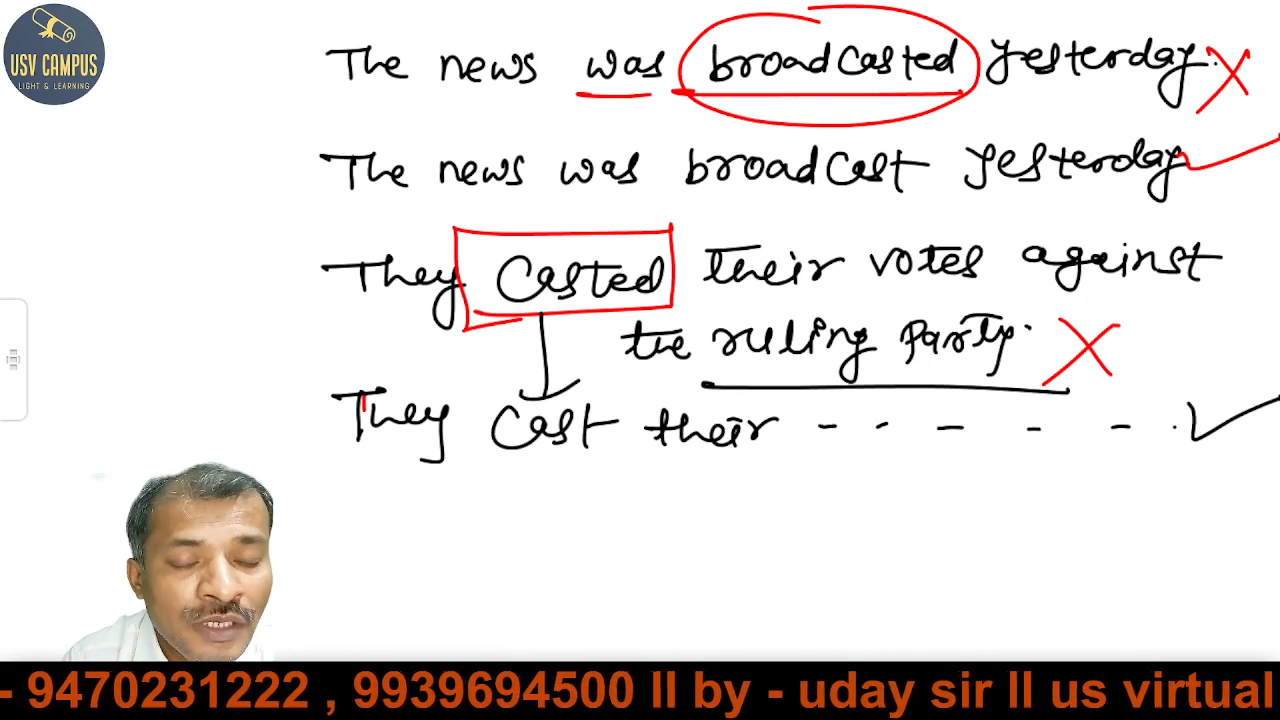 USV CAMPUS
LIGHT & LEARNING
The news was broadcasted yesterday.
The news was broadcast yesterday
They casted their votes against
the ruling party.
They cast their - - - - - .
- 9470231222 , 9939694500 ll by - uday sir ll us virtual